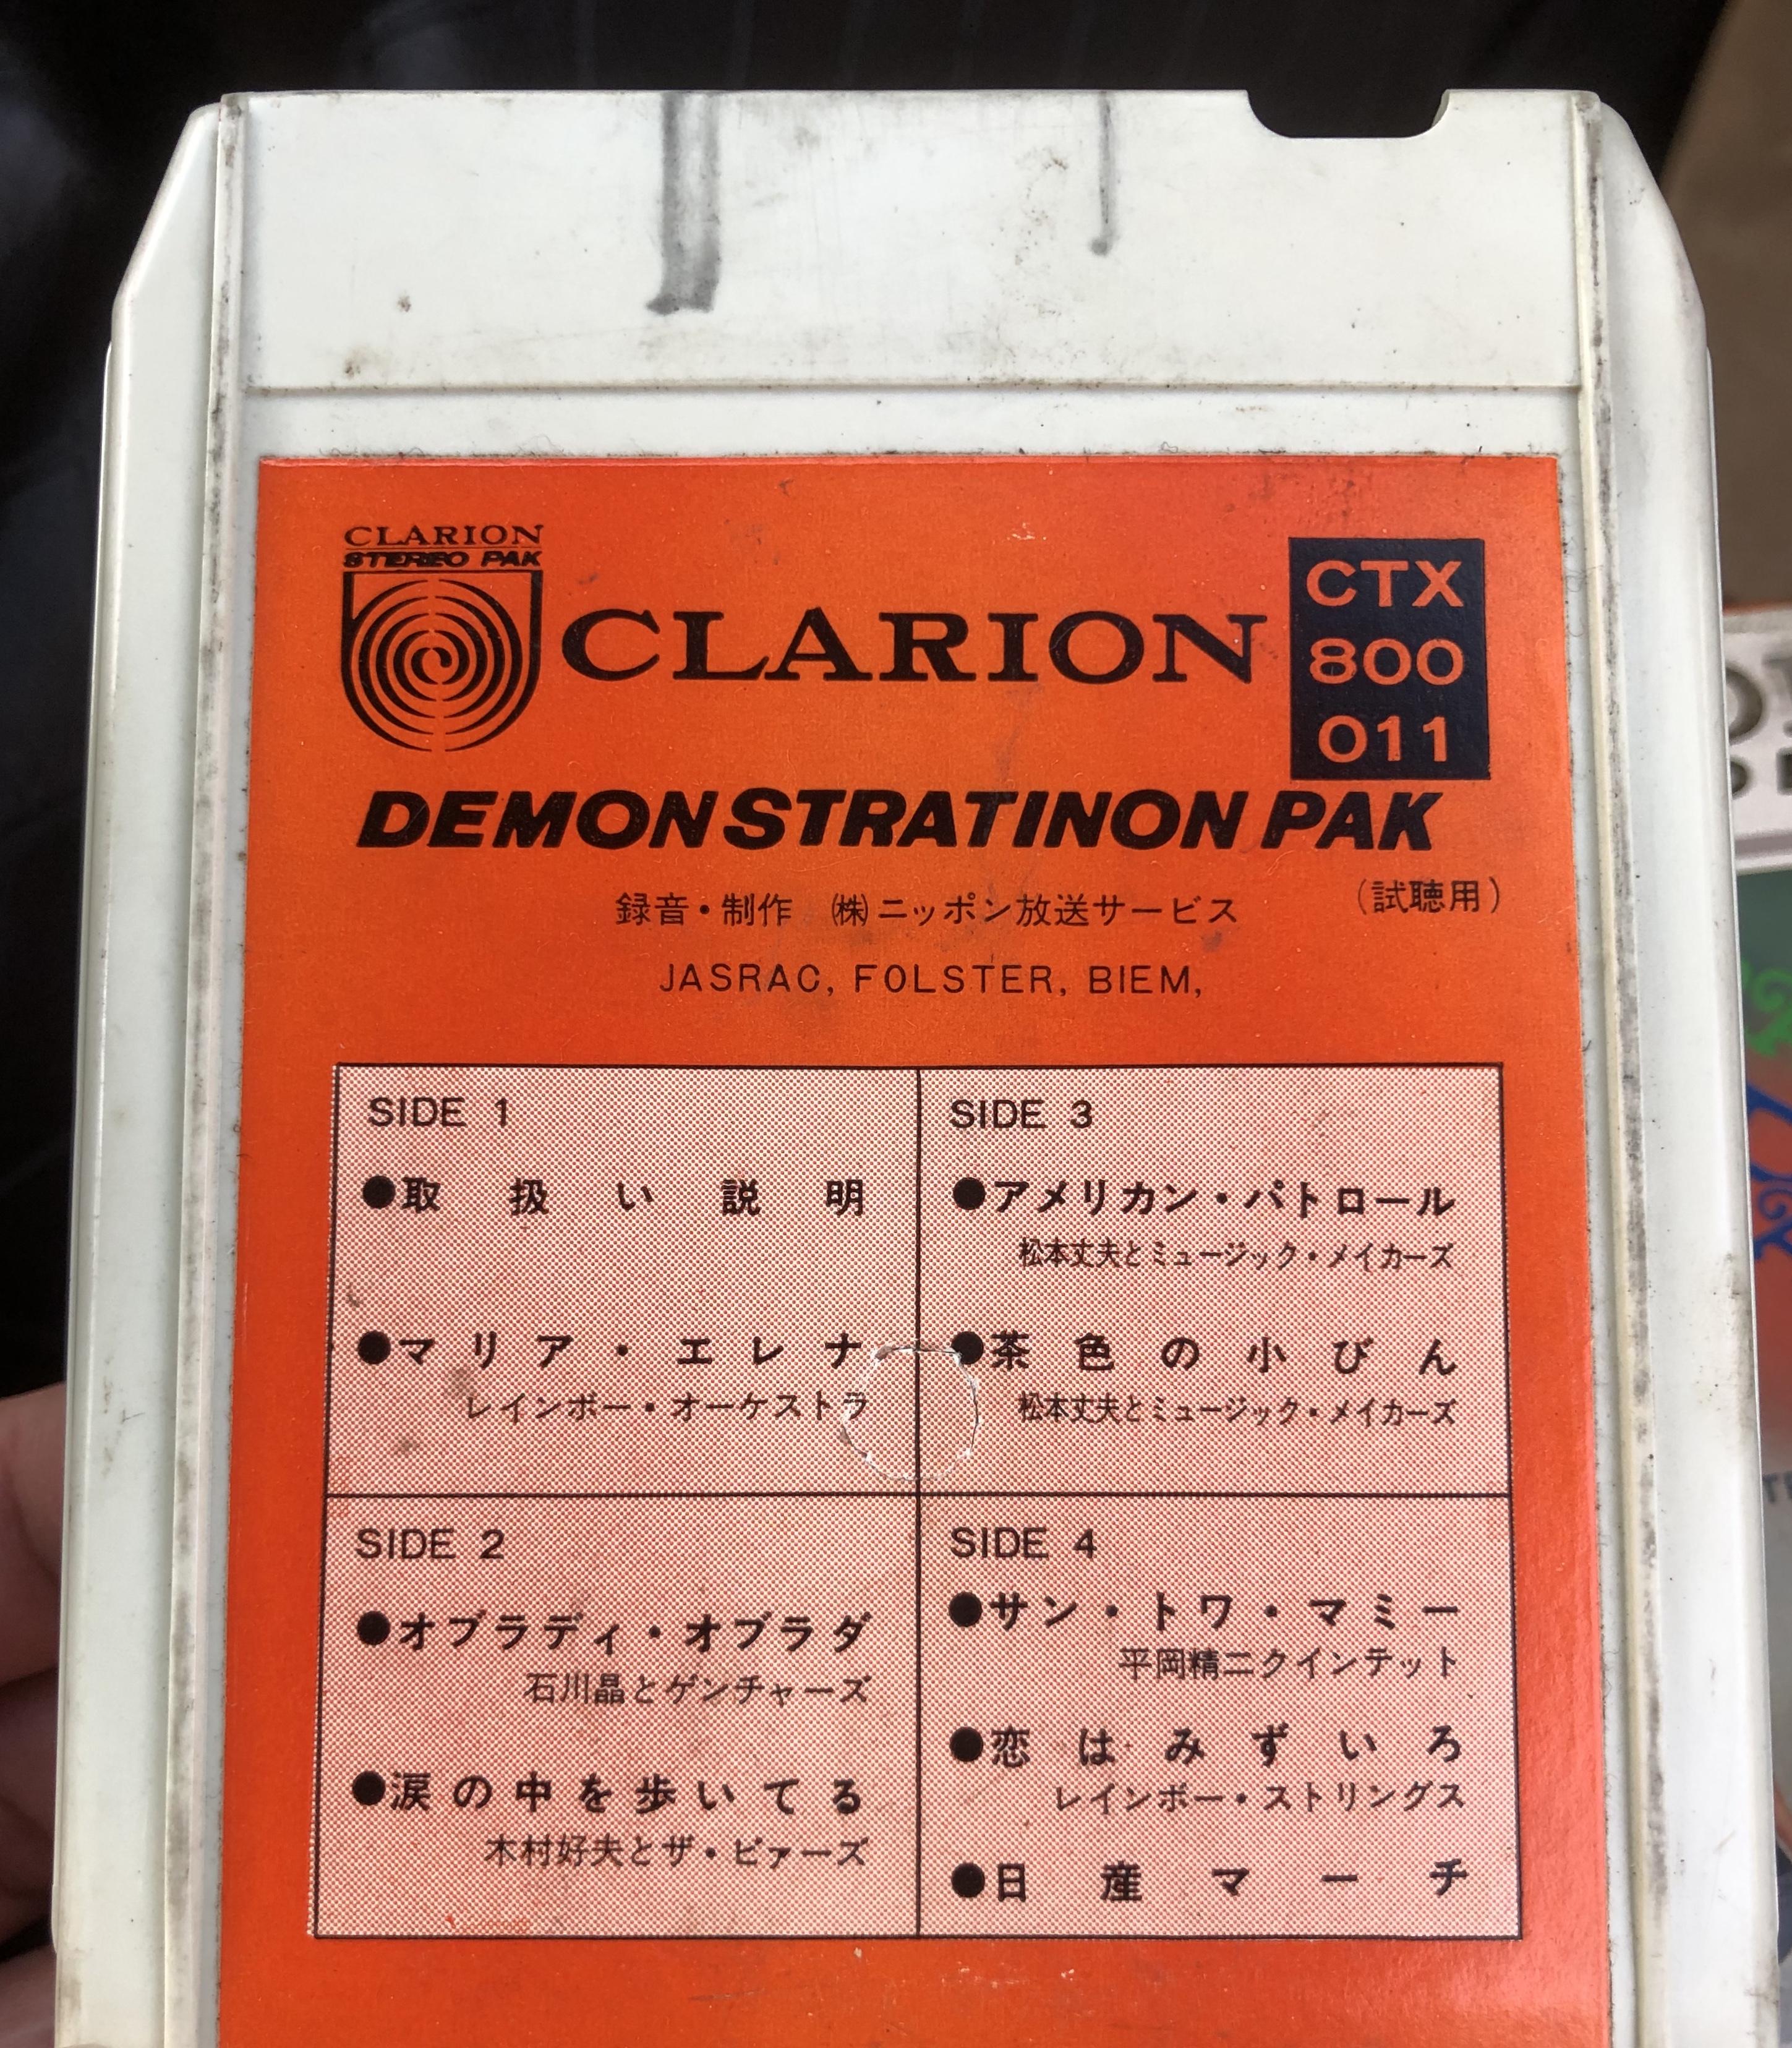 CLARION
STEREO PAK
CLARION
CTX
800
011
DEMONSTRATINON PAK
(試聴用)
録音・制作 ㈱ニッポン放送サービス
JASRAC, FOLSTER, BIEM,
SIDE 1
●取扱い説明
●マリア・エレナ
レインボー・オーケストラ
SIDE 2
●オブラディ・オブラダ
石川晶とゲンチャーズ
●涙の中を歩いてる
木村好夫とザ・ビァーズ
SIDE 3
●アメリカン・パトロール
松本丈夫とミュージック・メイカーズ
●茶色の小びん
松本丈夫とミュージック・メイカーズ
SIDE 4
●サン・トワ・マミー
平岡精二クインテット
●恋はみずいろ
レインボー・ストリングス
●日産マーチ